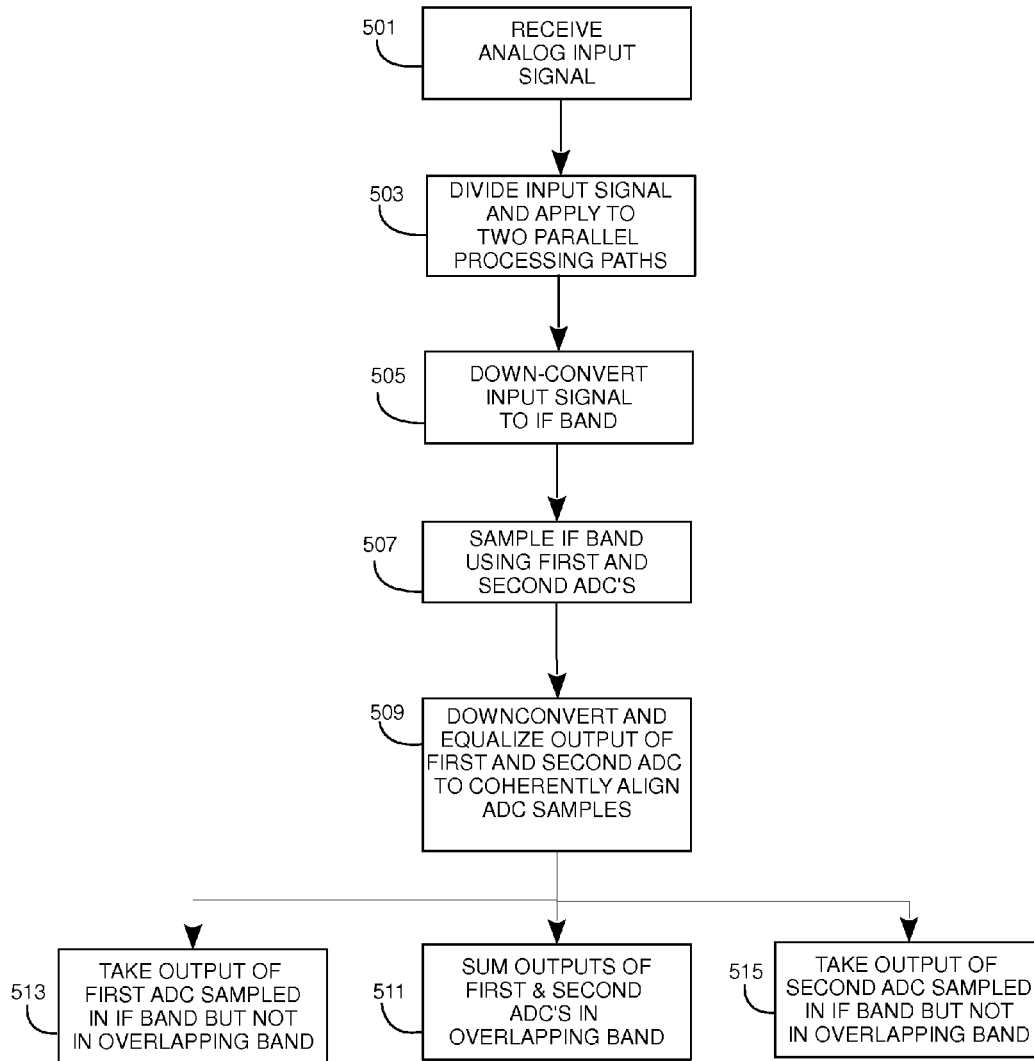 501
RECEIVE
ANALOG INPUT
SIGNAL
503
DIVIDE INPUT SIGNAL
AND APPLY TO
TWO PARALLEL
PROCESSING PATHS
505
DOWN-CONVERT
INPUT SIGNAL
TO IF BAND
507
SAMPLE IF BAND
USING FIRST AND
SECOND ADC'S
509
DOWNCONVERT AND
EQUALIZE OUTPUT OF
FIRST AND SECOND ADC
TO COHERENTLY ALIGN
ADC SAMPLES
513
TAKE OUTPUT OF
FIRST ADC SAMPLED
IN IF BAND BUT NOT
IN OVERLAPPING BAND
511
SUM OUTPUTS OF
FIRST & SECOND
ADC'S IN
OVERLAPPING BAND
515
TAKE OUTPUT OF
SECOND ADC SAMPLED
IN IF BAND BUT NOT
IN OVERLAPPING BAND